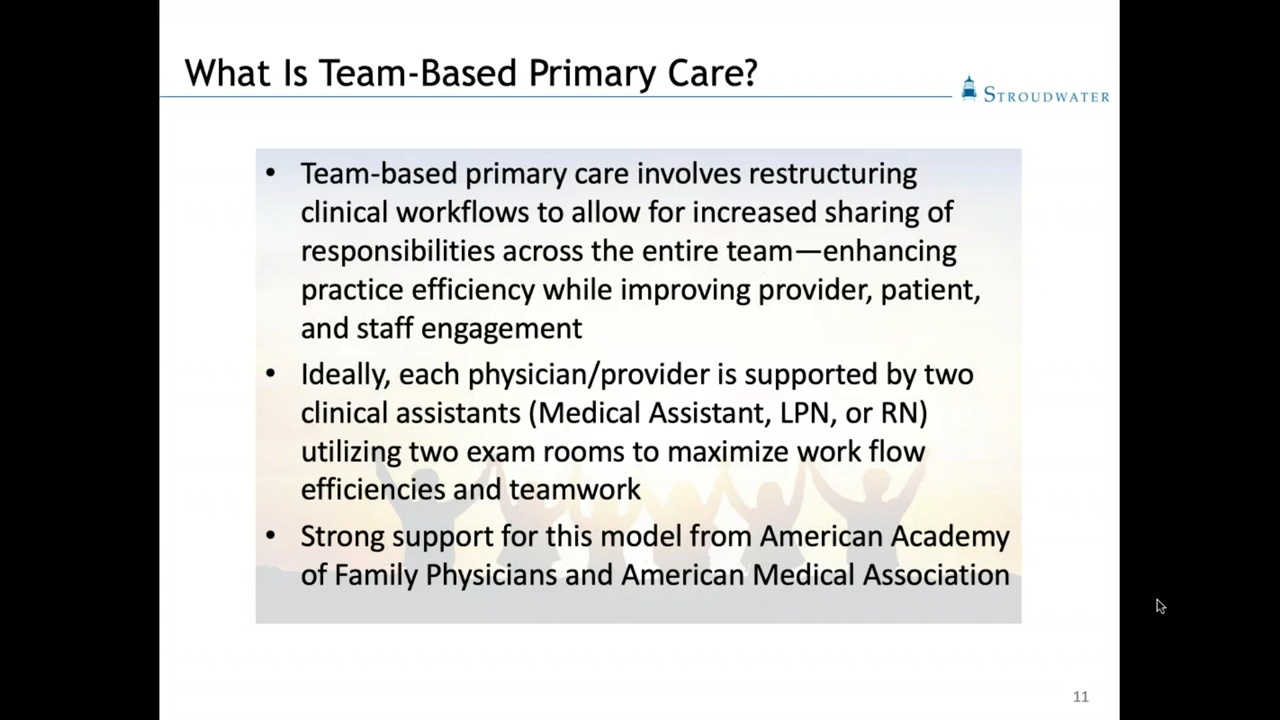 What Is Team-Based Primary Care?
STROUDWATER
• Team-based primary care involves restructuring
clinical workflows to allow for increased sharing of
responsibilities across the entire team—enhancing
practice efficiency while improving provider, patient,
and staff engagement
• Ideally, each physician/provider is supported by two
clinical assistants (Medical Assistant, LPN, or RN)
utilizing two exam rooms to maximize work flow
efficiencies and teamwork
• Strong support for this model from American Academy
of Family Physicians and American Medical Association
11